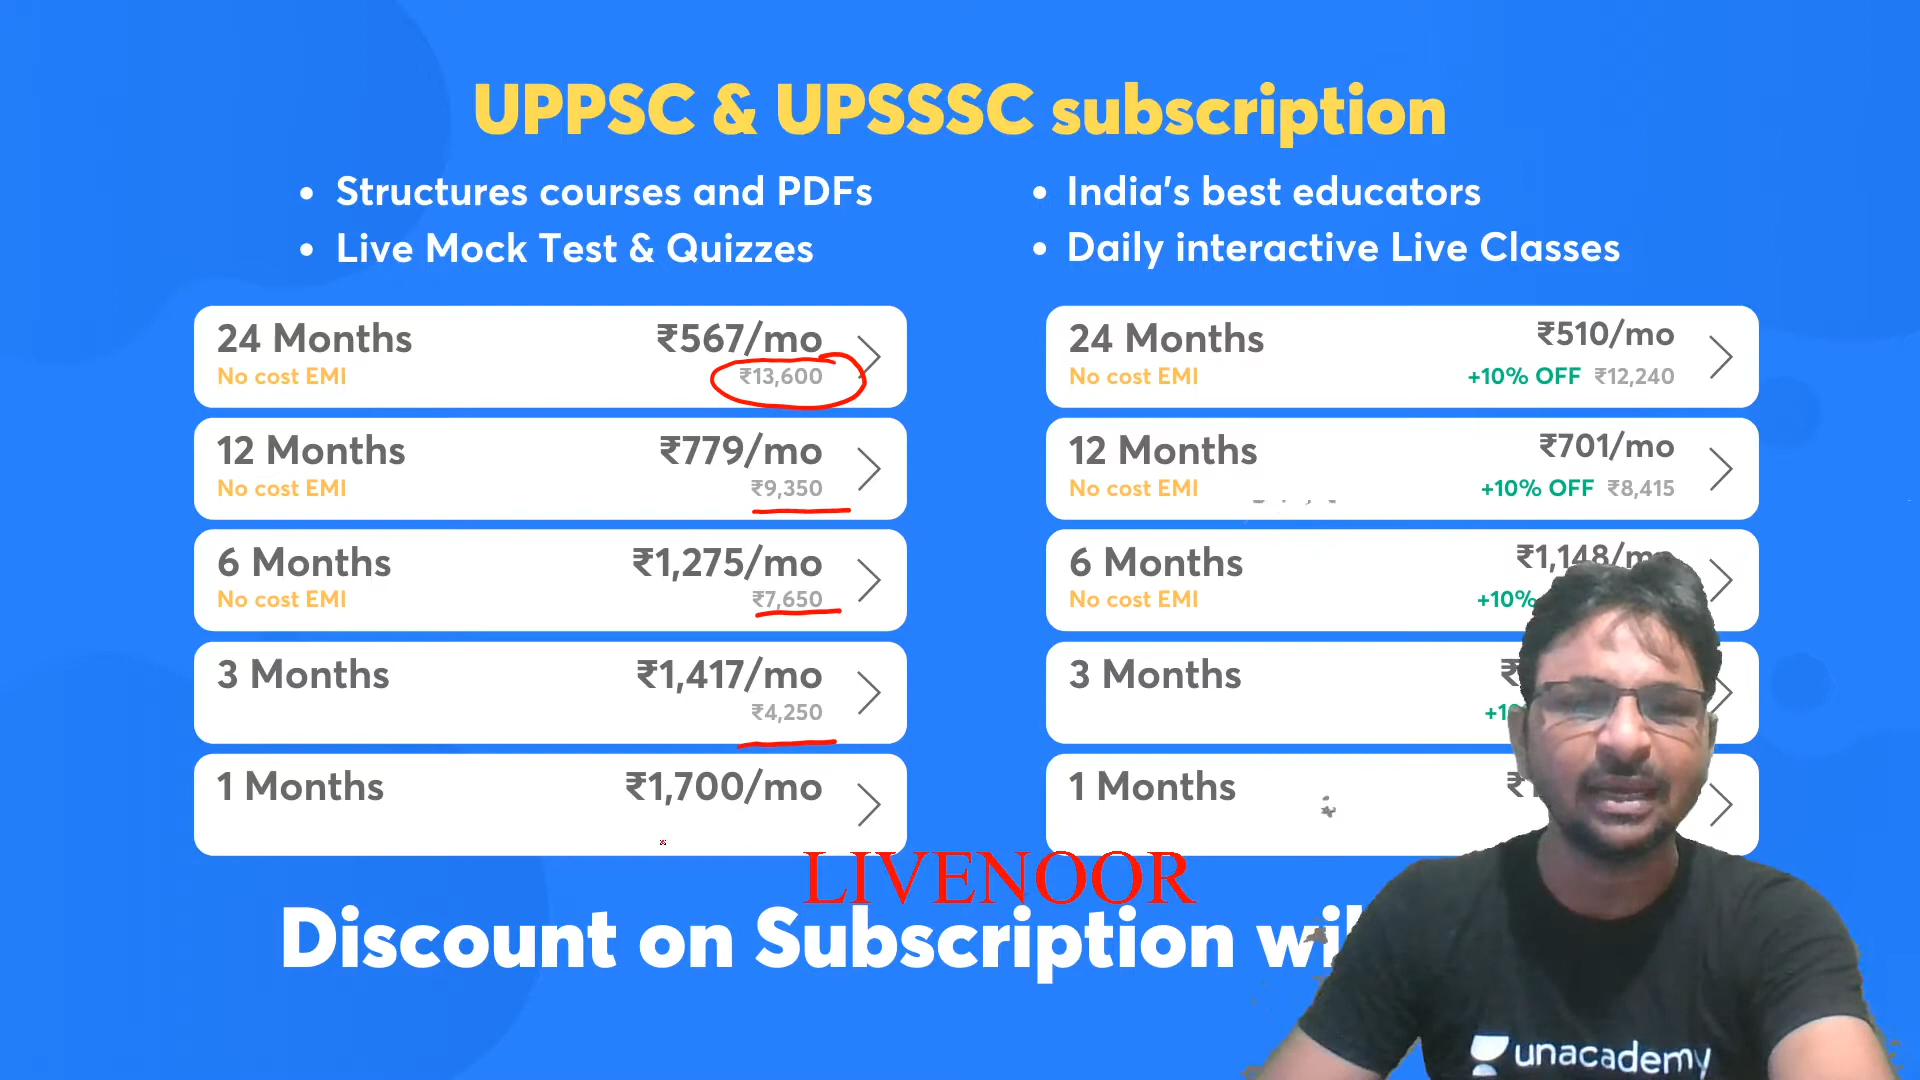 UPPSC & UPSSSC subscription
• Structures courses and PDFs
• Live Mock Test & Quizzes
• India's best educators
• Daily interactive Live Classes
24 Months ₹567/mo
No cost EMI ₹13,600
12 Months ₹779/mo
No cost EMI ₹9,350
6 Months ₹1,275/mo
No cost EMI ₹7,650
3 Months ₹1,417/mo
₹4,250
1 Months ₹1,700/mo
24 Months ₹510/mo
No cost EMI +10% OFF ₹12,240
12 Months ₹701/mo
No cost EMI +10% OFF ₹8,415
6 Months ₹1,148/mo
No cost EMI +10%
3 Months ₹
1 Months
LIVENOOR
Discount on Subscription
unacademy